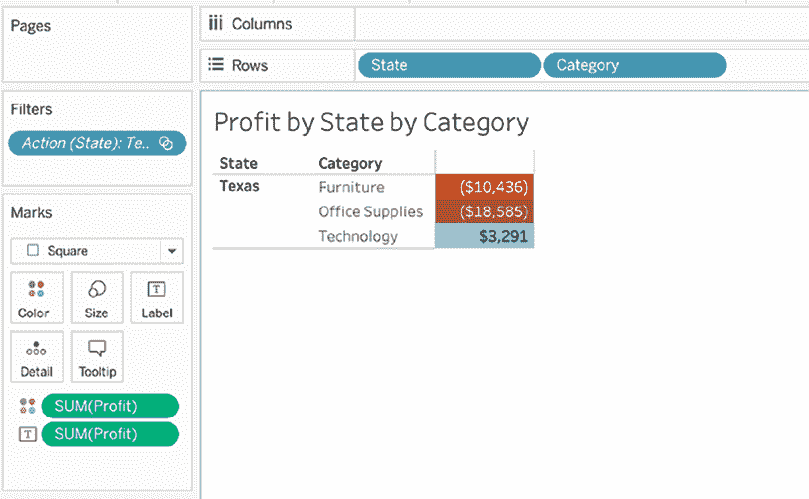 Pages
Columns
Rows State Category
Filters
Action (State): Te..
Marks
Square
Color Size Label
Detail Tooltip
SUM(Profit)
SUM(Profit)
Profit by State by Category
State Category
Texas Furniture ($10,436)
Office Supplies ($18,585)
Technology $3,291